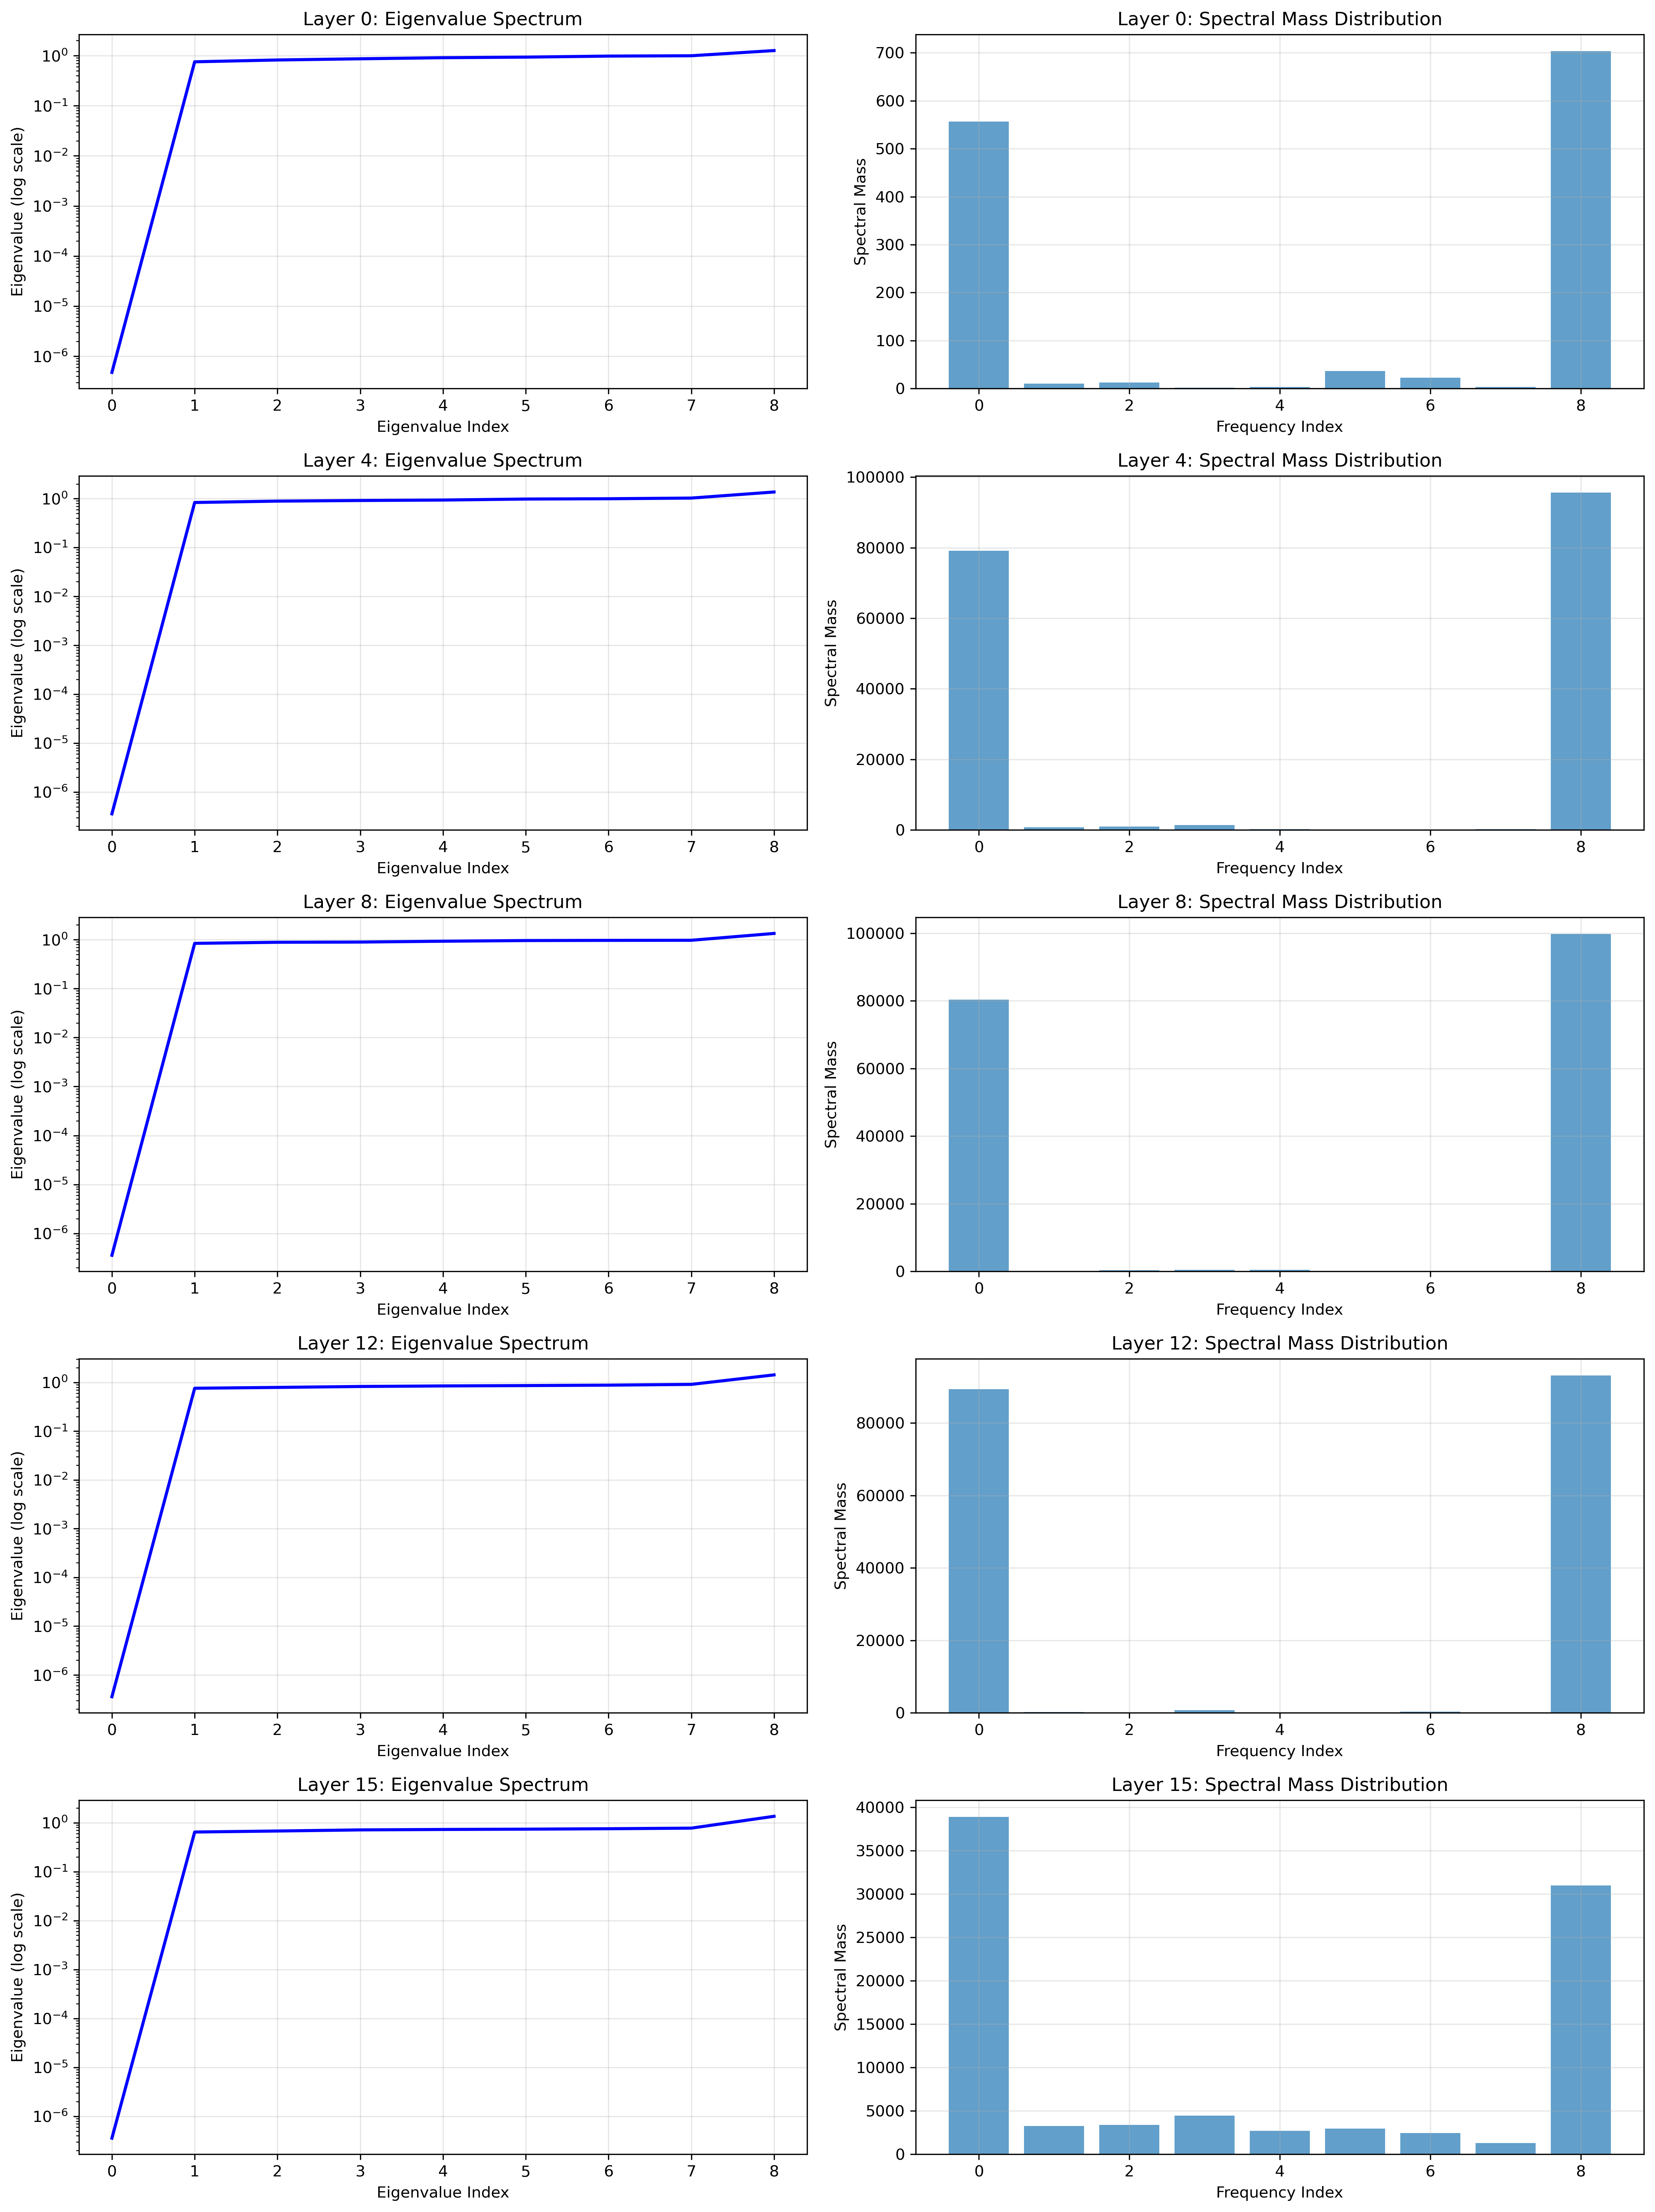 Layer 0: Eigenvalue Spectrum
Eigenvalue (log scale)
10⁰
10⁻¹
10⁻²
10⁻³
10⁻⁴
10⁻⁵
10⁻⁶
0 1 2 3 4 5 6 7 8
Eigenvalue Index
Layer 0: Spectral Mass Distribution
Spectral Mass
700
600
500
400
300
200
100
0
0 2 4 6 8
Frequency Index
Layer 4: Eigenvalue Spectrum
Eigenvalue (log scale)
10⁰
10⁻¹
10⁻²
10⁻³
10⁻⁴
10⁻⁵
10⁻⁶
0 1 2 3 4 5 6 7 8
Eigenvalue Index
Layer 4: Spectral Mass Distribution
Spectral Mass
100000
80000
60000
40000
20000
0
0 2 4 6 8
Frequency Index
Layer 8: Eigenvalue Spectrum
Eigenvalue (log scale)
10⁰
10⁻¹
10⁻²
10⁻³
10⁻⁴
10⁻⁵
10⁻⁶
0 1 2 3 4 5 6 7 8
Eigenvalue Index
Layer 8: Spectral Mass Distribution
Spectral Mass
100000
80000
60000
40000
20000
0
0 2 4 6 8
Frequency Index
Layer 12: Eigenvalue Spectrum
Eigenvalue (log scale)
10⁰
10⁻¹
10⁻²
10⁻³
10⁻⁴
10⁻⁵
10⁻⁶
0 1 2 3 4 5 6 7 8
Eigenvalue Index
Layer 12: Spectral Mass Distribution
Spectral Mass
80000
60000
40000
20000
0
0 2 4 6 8
Frequency Index
Layer 15: Eigenvalue Spectrum
Eigenvalue (log scale)
10⁰
10⁻¹
10⁻²
10⁻³
10⁻⁴
10⁻⁵
10⁻⁶
0 1 2 3 4 5 6 7 8
Eigenvalue Index
Layer 15: Spectral Mass Distribution
Spectral Mass
40000
35000
30000
25000
20000
15000
10000
5000
0
0 2 4 6 8
Frequency Index